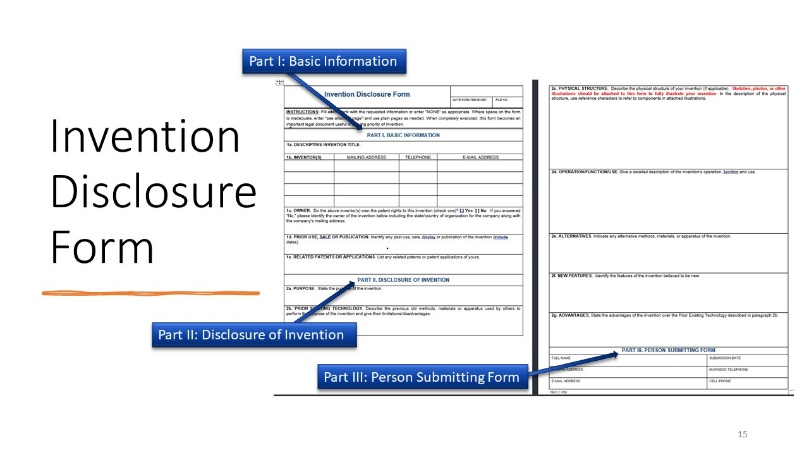 Invention
Disclosure
Form
Part I: Basic Information
Part II: Disclosure of Invention
Part III: Person Submitting Form
Invention Disclosure Form
DATE FORM RECEIVED FILE NO.
INSTRUCTIONS: with the requested information or enter "NONE" as appropriate. Where space on the form
is inadequate, enter "see page" and use plain pages as needed. When completely executed, this form becomes an
important legal document useful priority of invention.
PART I. BASIC INFORMATION
1a. DESCRIPTIVE INVENTION TITLE.
1b. INVENTOR(S) MAILING ADDRESS TELEPHONE E-MAIL ADDRESS
1c. OWNER. Do the above inventor(s) own the patent rights to this invention (check one)? [.] Yes [ ] No If you answered
"No," please identify the owner of the invention below including the state/country of organization for the company along with
the company's mailing address.
1d. PRIOR USE, SALE OR PUBLICATION. Identify any past use, sale, display or publication of the invention (include
dates).
1e. RELATED PATENTS OR APPLICATIONS. List any related patents or patent applications of yours.
PART II. DISCLOSURE OF INVENTION
2a. PURPOSE. State the of the invention.
2b. PRIOR TECHNOLOGY. Describe the previous old methods, materials or apparatus used by others to
perform the of the invention and give their limitations/disadvantages.
2c. PHYSICAL STRUCTURE. Describe the physical structure of your invention (if applicable). Sketches, photos, or other
illustrations should be attached to this form to fully illustrate your invention. In the description of the physical
structure, use reference characters to refer to components in attached illustrations.
2d. OPERATION/FUNCTION/USE. Give a detailed description of the invention's operation, function and use.
2e. ALTERNATIVES. Indicate any alternative methods, materials, or apparatus of the invention.
2f. NEW FEATURES. Identify the features of the invention believed to be new.
2g. ADVANTAGES. State the advantages of the invention over the Prior Existing Technology described in paragraph 2b.
PART III. PERSON SUBMITTING FORM
FULL NAME SUBMISSION DATE
ADDRESS BUSINESS TELEPHONE
E-MAIL ADDRESS CELL PHONE
15